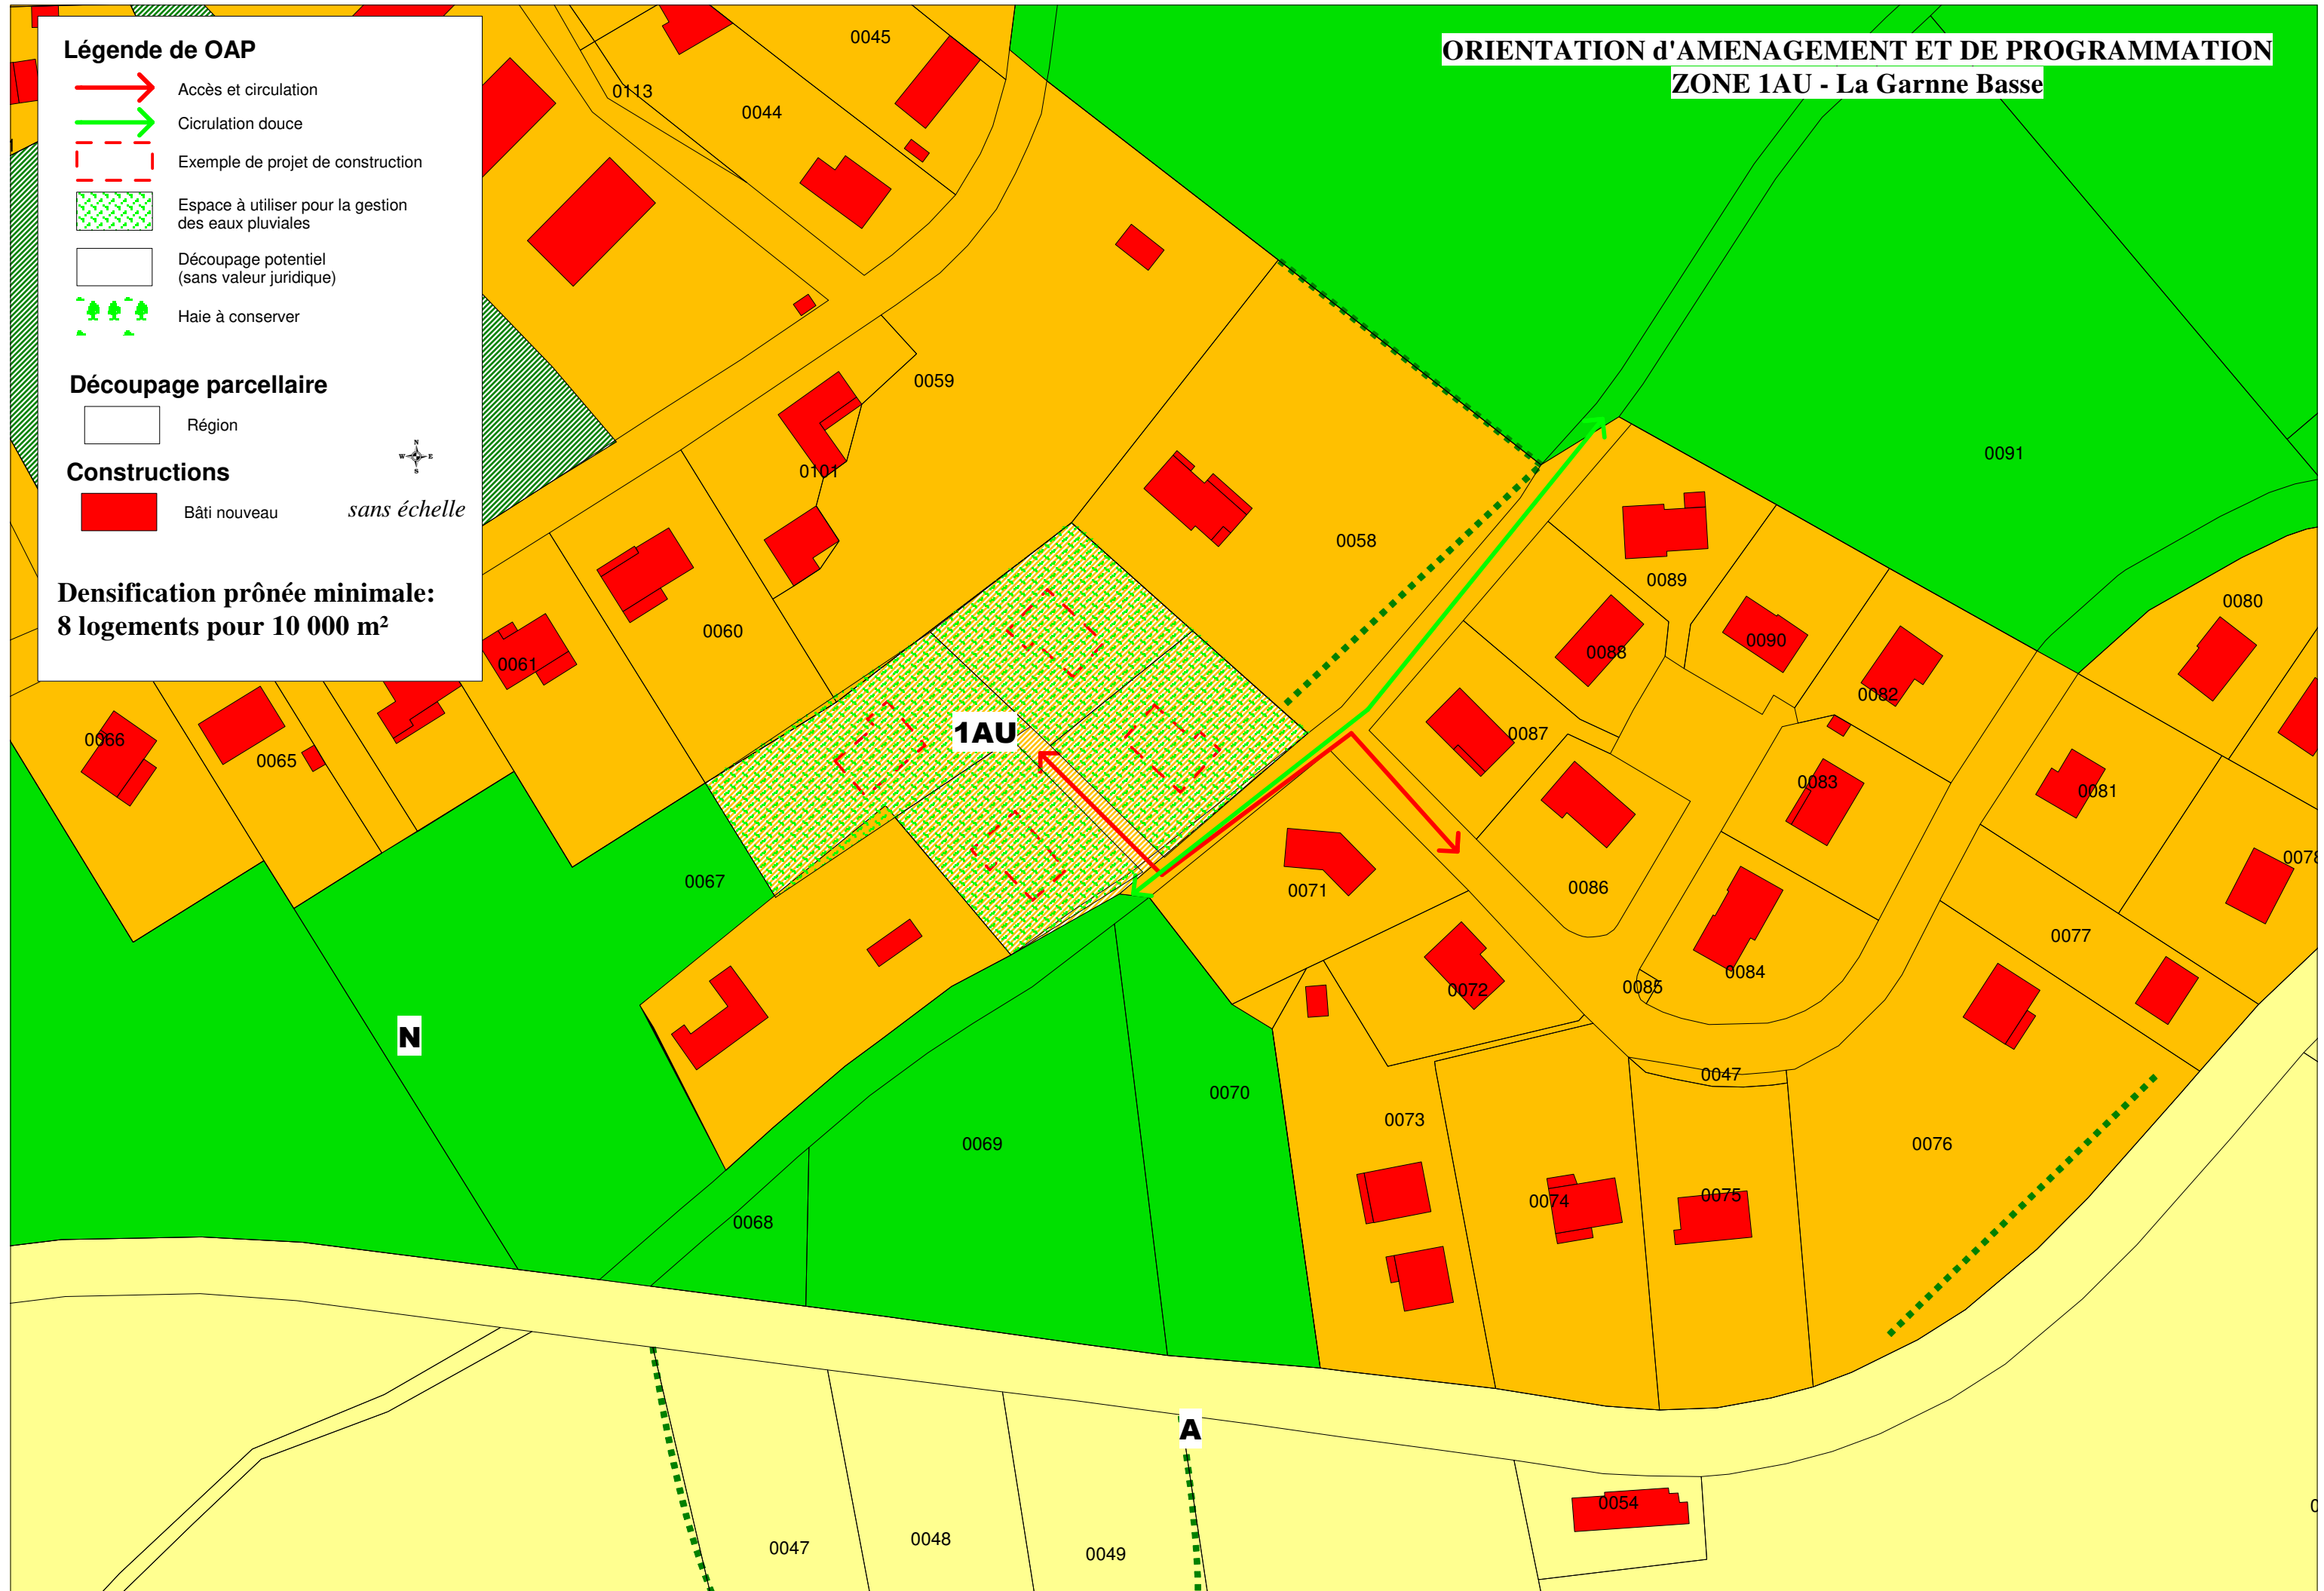 ORIENTATION d'AMENAGEMENT ET DE PROGRAMMATION
ZONE 1AU - La Garnne Basse
Légende de OAP
Accès et circulation
Cicrulation douce
Exemple de projet de construction
Espace à utiliser pour la gestion
des eaux pluviales
Découpage potentiel
(sans valeur juridique)
Haie à conserver
Découpage parcellaire
Région
Constructions
N
W E
S
Bâti nouveau
sans échelle
Densification prônée minimale:
8 logements pour 10 000 m²
0045
0113
0044
0059
0101
0091
0058
0089
0080
0060
0061
0088
0090
0082
0066
0065
1AU
0087
0083
0081
0078
0067
0071
0086
0077
0072
0085
0084
N
0047
0070
0073
0069
0076
0068
0074
0075
A
0054
0047
0048
0049